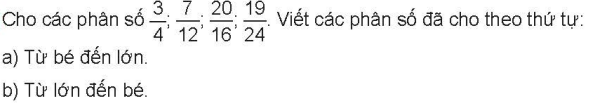 Cho các phân số 3/4; 7/12; 20/16; 19/24. Viết các phân số đã cho theo thứ tự:
a) Từ bé đến lớn.
b) Từ lớn đến bé.